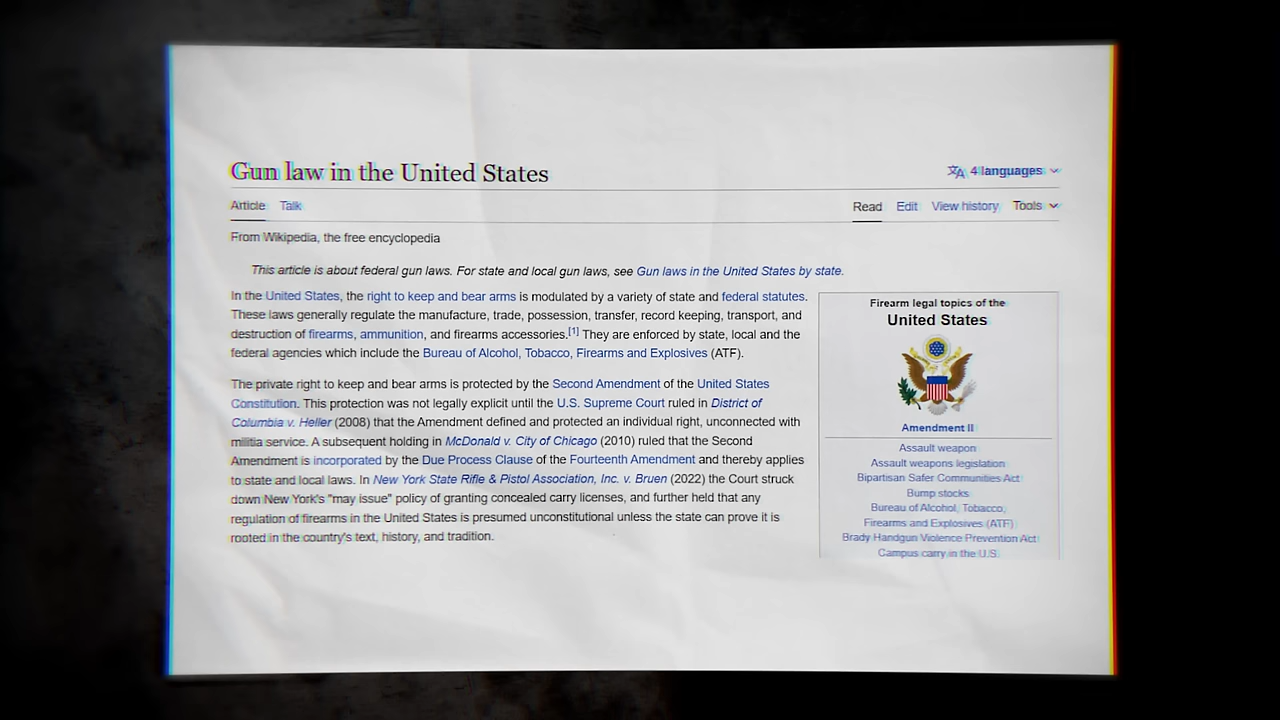 Gun law in the United States
4 languages
Article Talk
Read Edit View history Tools
From Wikipedia, the free encyclopedia
This article is about federal gun laws. For state and local gun laws, see Gun laws in the United States by state.
In the United States, the right to keep and bear arms is modulated by a variety of state and federal statutes.
These laws generally regulate the manufacture, trade, possession, transfer, record keeping, transport, and
destruction of firearms, ammunition, and firearms accessories.[1] They are enforced by state, local and the
federal agencies which include the Bureau of Alcohol, Tobacco, Firearms and Explosives (ATF).
The private right to keep and bear arms is protected by the Second Amendment of the United States
Constitution. This protection was not legally explicit until the U.S. Supreme Court ruled in District of
Columbia v. Heller (2008) that the Amendment defined and protected an individual right, unconnected with
militia service. A subsequent holding in McDonald v. City of Chicago (2010) ruled that the Second
Amendment is incorporated by the Due Process Clause of the Fourteenth Amendment and thereby applies
to state and local laws. In New York State Rifle & Pistol Association, Inc. v. Bruen (2022) the Court struck
down New York's "may issue" policy of granting concealed carry licenses, and further held that any
regulation of firearms in the United States is presumed unconstitutional unless the state can prove it is
rooted in the country's text, history, and tradition.
Firearm legal topics of the
United States
Amendment II
Assault weapon
Assault weapons legislation
Bipartisan Safer Communities Act
Bump stocks
Bureau of Alcohol, Tobacco,
Firearms and Explosives (ATF)
Brady Handgun Violence Prevention Act
Campus carry in the U.S.